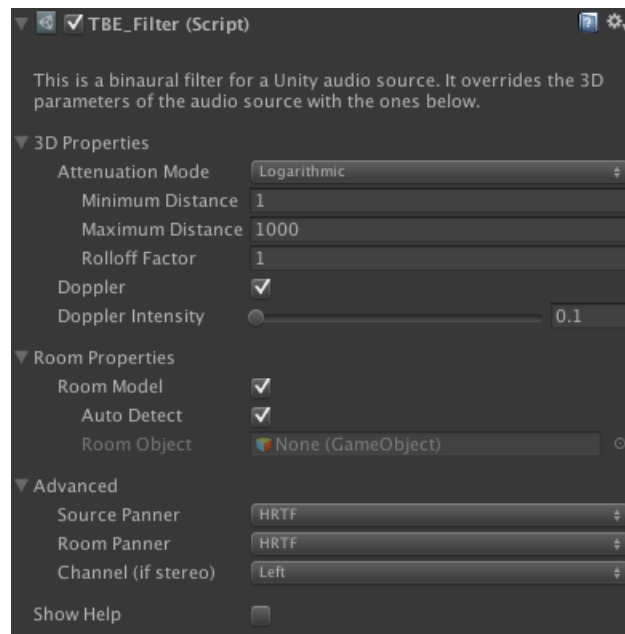 TBE_Filter (Script)
This is a binaural filter for a Unity audio source. It overrides the 3D
parameters of the audio source with the ones below.
3D Properties
Attenuation Mode Logarithmic
Minimum Distance 1
Maximum Distance 1000
Rolloff Factor 1
Doppler
Doppler Intensity 0.1
Room Properties
Room Model
Auto Detect
Room Object None (GameObject)
Advanced
Source Panner HRTF
Room Panner HRTF
Channel (if stereo) Left
Show Help